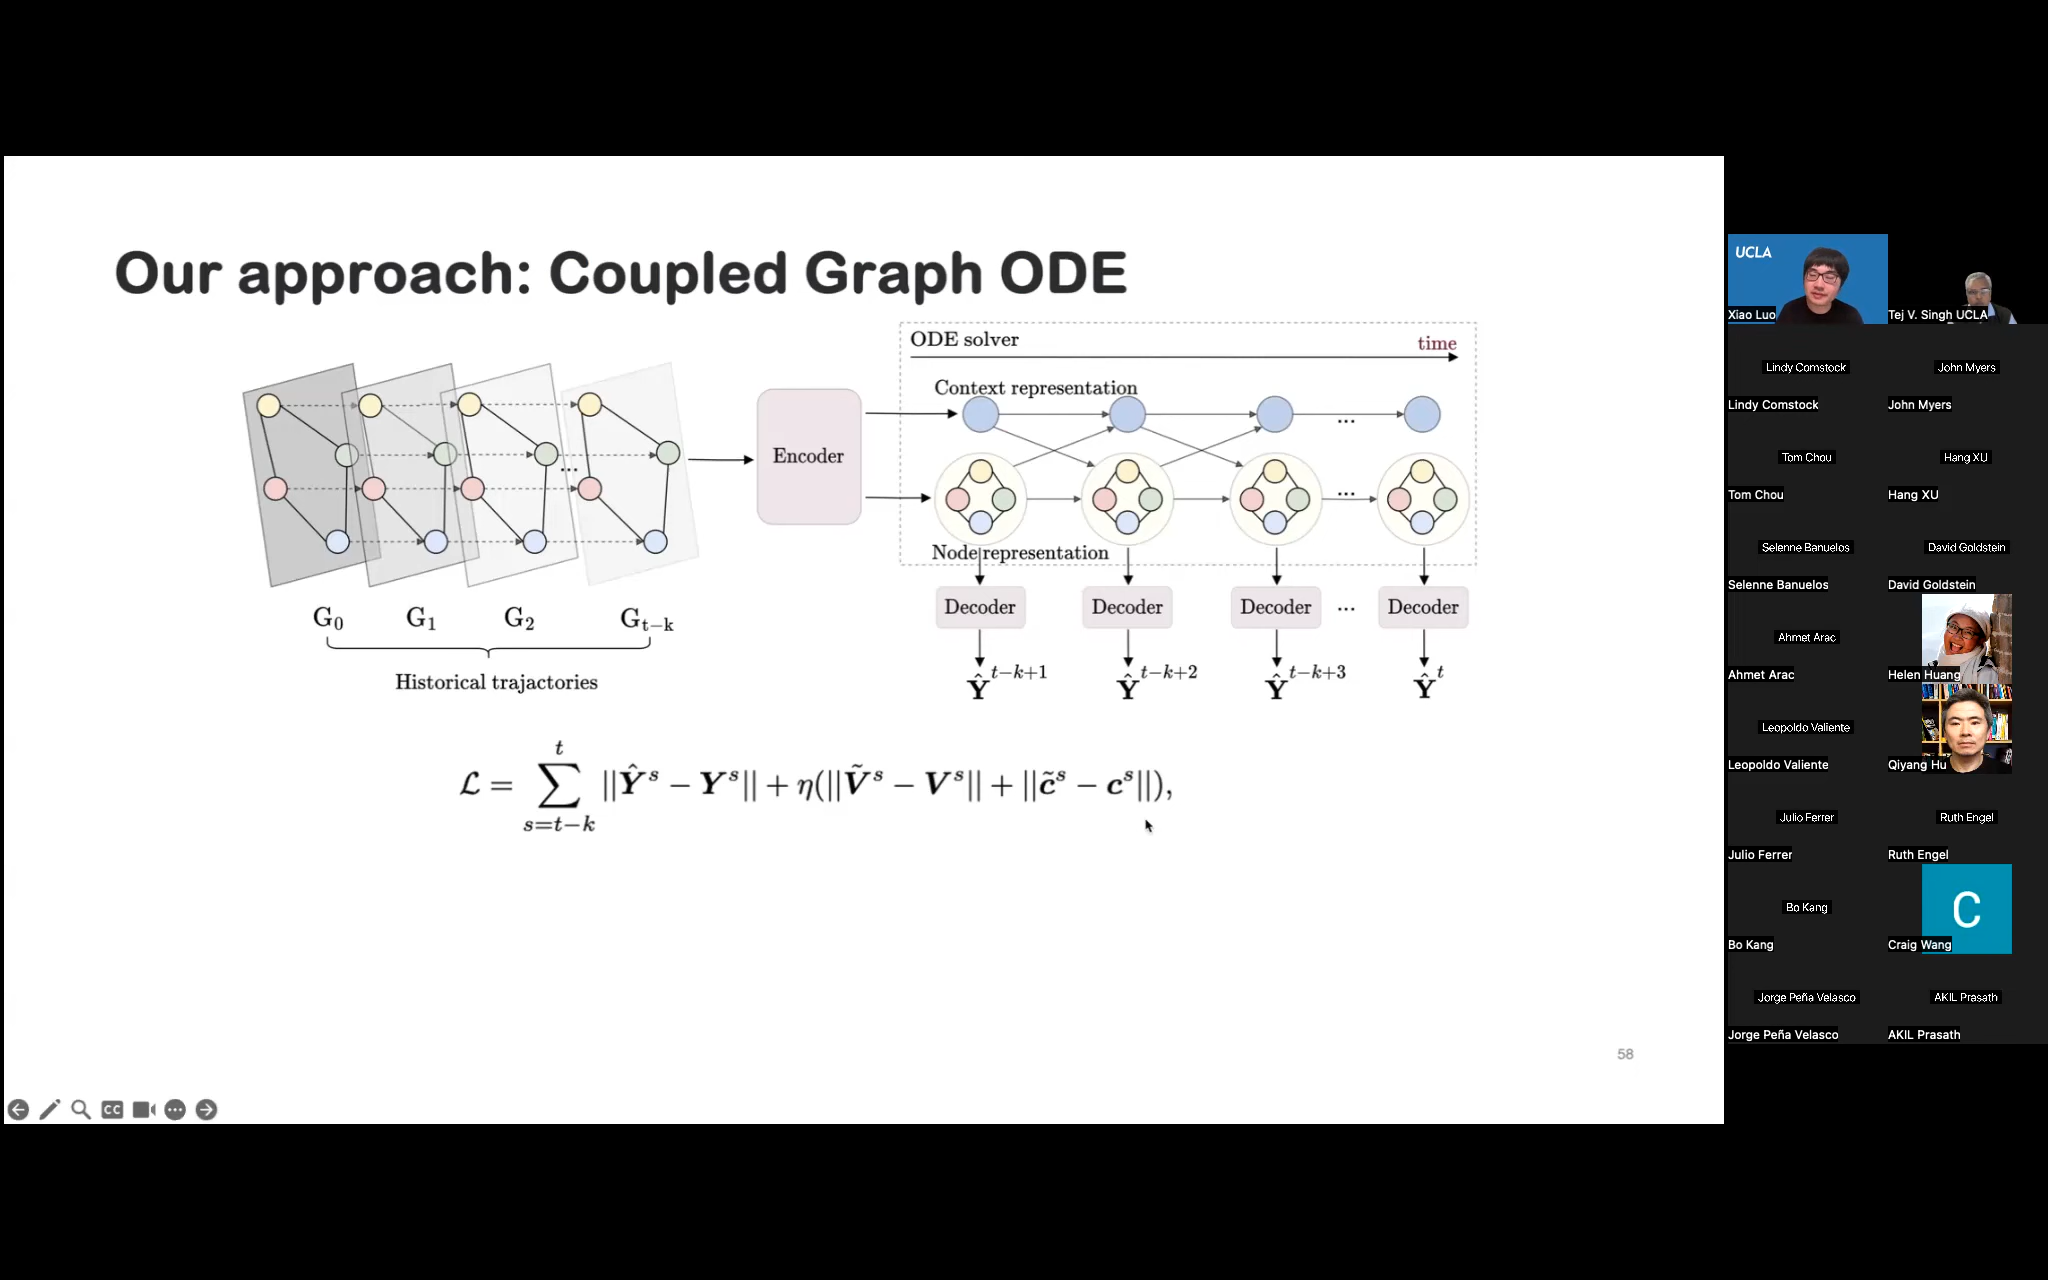 Our approach: Coupled Graph ODE
ODE solver
time
Context representation
Encoder
...
...
...
Node representation
G0 G1 G2 Gt−k
Historical trajactories
Decoder Decoder Decoder ... Decoder
Ŷ^{t−k+1} Ŷ^{t−k+2} Ŷ^{t−k+3} Ŷ^{t}
ℒ = \sum_{s=t−k}^{t} ||Ŷ^s − Y^s|| + η(||Ṽ^s − V^s|| + ||c̃^s − c^s||),
58
CC
UCLA
Xiao Luo
Tej V. Singh UCLA
Lindy Comstock
John Myers
Lindy Comstock
John Myers
Tom Chou
Hang XU
Tom Chou
Hang XU
Selenne Banuelos
David Goldstein
Selenne Banuelos
David Goldstein
Ahmet Arac
Ahmet Arac
Helen Huang
Leopoldo Valiente
Leopoldo Valiente
Qiyang Hu
Julio Ferrer
Ruth Engel
Julio Ferrer
Ruth Engel
Bo Kang
C
Bo Kang
Craig Wang
Jorge Peña Velasco
AKIL Prasath
Jorge Peña Velasco
AKIL Prasath